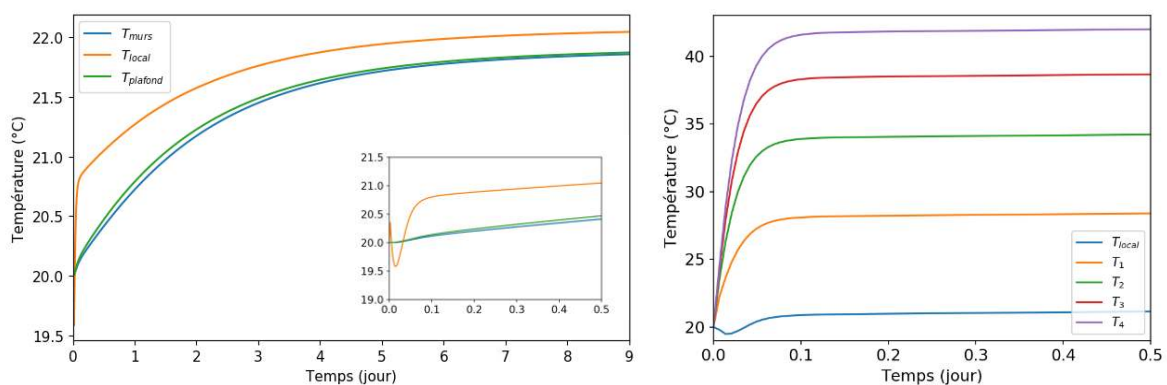 T_murs
T_local
T_plafond
Température (°C)
22.0
21.5
21.0
20.5
20.0
19.5
21.5
21.0
20.5
20.0
19.5
19.0
0.0 0.1 0.2 0.3 0.4 0.5
0 1 2 3 4 5 6 7 8 9
Temps (jour)
Température (°C)
40
35
30
25
20
T_local
T_1
T_2
T_3
T_4
0.0 0.1 0.2 0.3 0.4 0.5
Temps (jour)